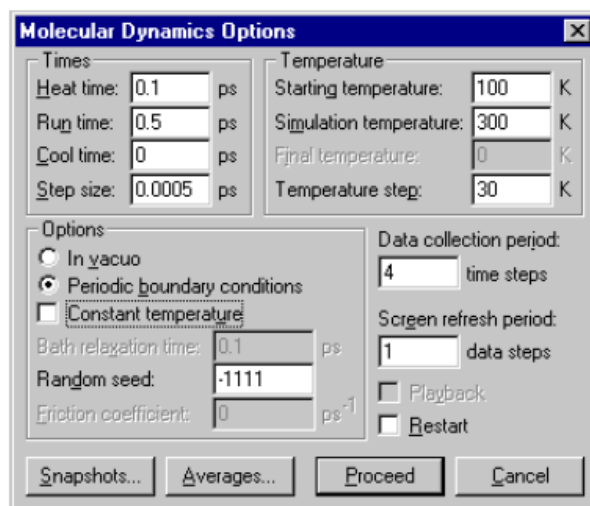 Molecular Dynamics Options
Times
Heat time: 0.1 ps
Run time: 0.5 ps
Cool time: 0 ps
Step size: 0.0005 ps
Temperature
Starting temperature: 100 K
Simulation temperature: 300 K
Final temperature: 0 K
Temperature step: 30 K
Options
In vacuo
Periodic boundary conditions
Constant temperature
Bath relaxation time: 0.1 ps
Random seed: -1111
Friction coefficient: 0 ps-1
Data collection period:
4 time steps
Screen refresh period:
1 data steps
Playback
Restart
Snapshots... Averages... Proceed Cancel